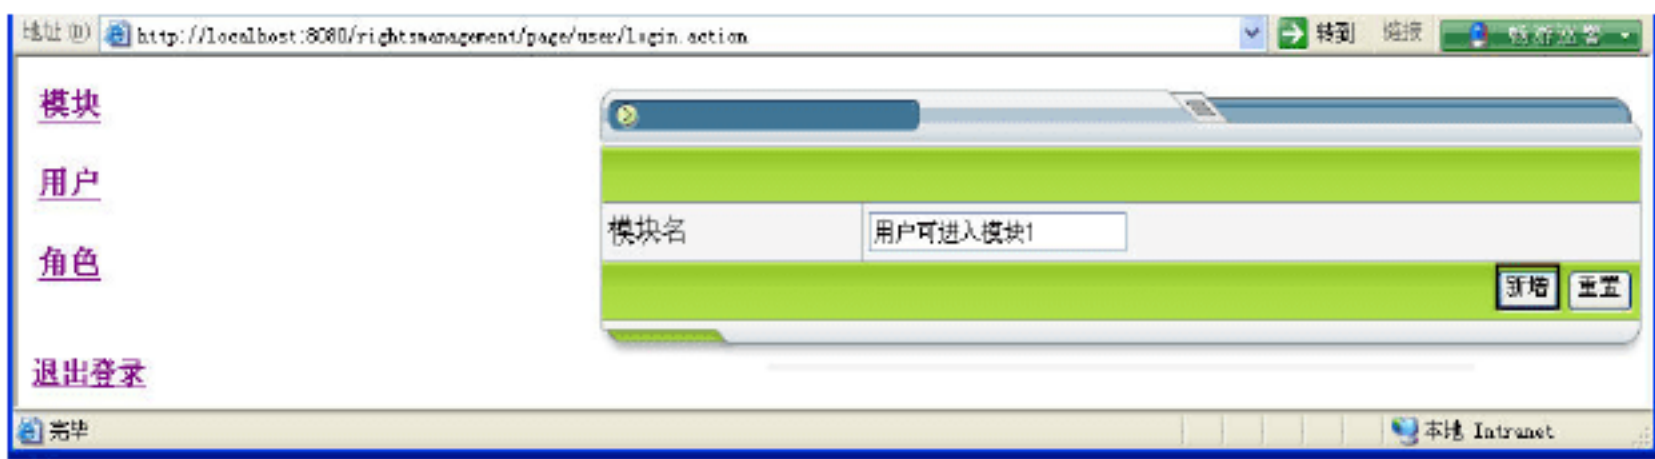 地址(D) http://localhost:8080/rightsmanagement/page/user/login.action 转到 链接
模块
用户
模块名 用户可进入模块1
角色
新增 重置
退出登录
完毕 本地 Intranet